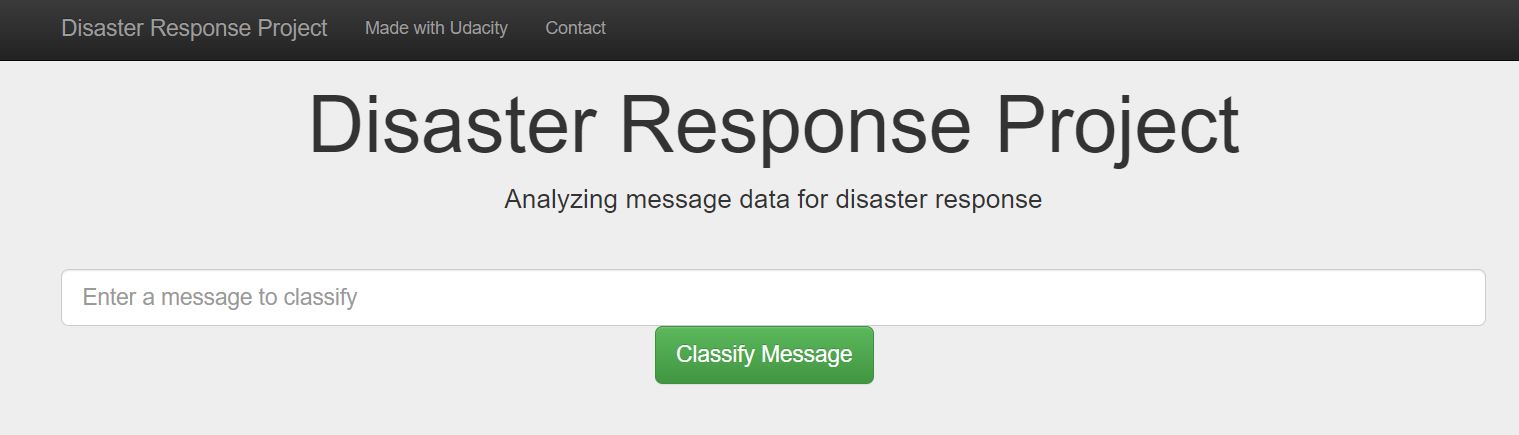 Disaster Response Project Made with Udacity Contact
Disaster Response Project
Analyzing message data for disaster response
Enter a message to classify
Classify Message